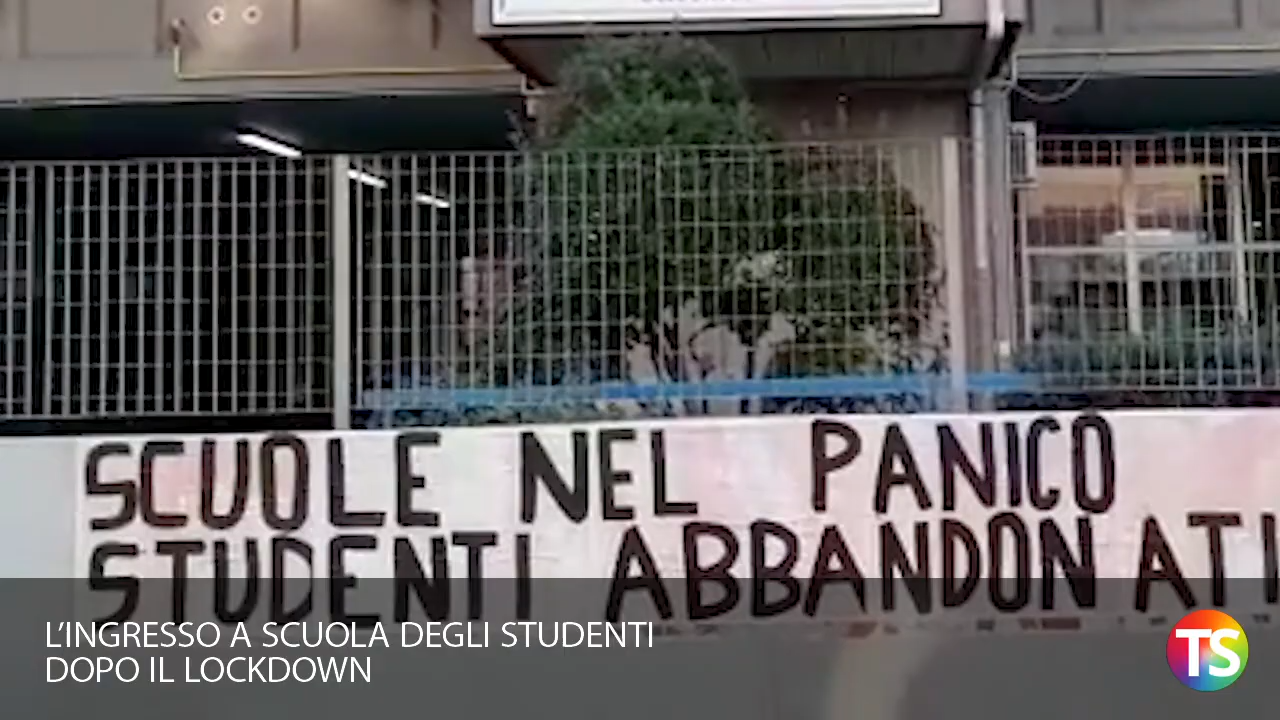 SCUOLE NEL PANICO
STUDENTI ABBANDONATI
L'INGRESSO A SCUOLA DEGLI STUDENTI
DOPO IL LOCKDOWN
TS